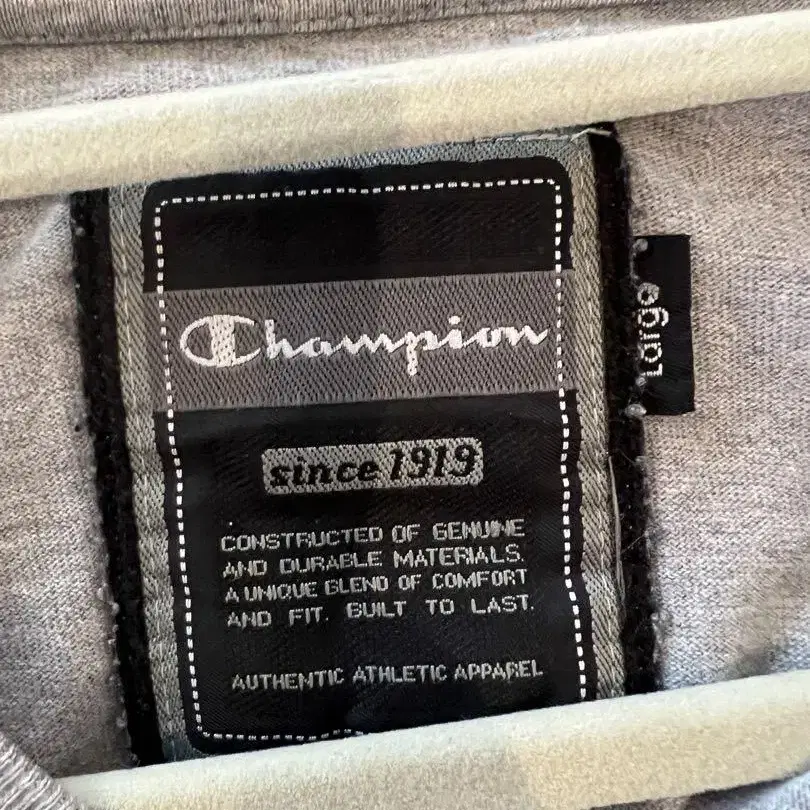 Champion
Large
since 1919
CONSTRUCTED OF GENUINE
AND DURABLE MATERIALS.
A UNIQUE BLEND OF COMFORT
AND FIT. BUILT TO LAST.
AUTHENTIC ATHLETIC APPAREL